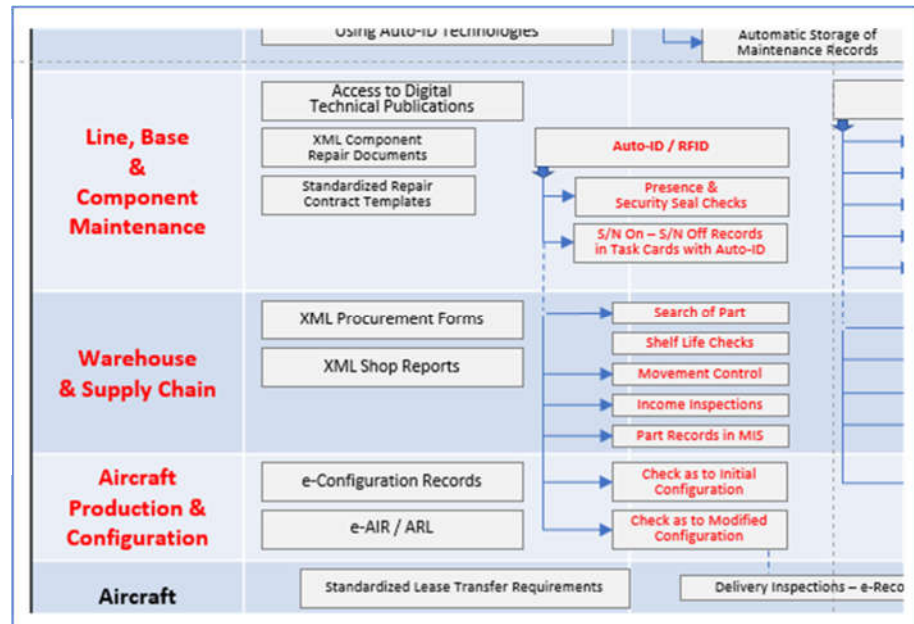 Using Auto-ID Technologies
Automatic Storage of
Maintenance Records
Line, Base
&
Component
Maintenance
Access to Digital
Technical Publications
XML Component
Repair Documents
Standardized Repair
Contract Templates
Auto-ID / RFID
Presence &
Security Seal Checks
S/N On – S/N Off Records
in Task Cards with Auto-ID
Warehouse
& Supply Chain
XML Procurement Forms
XML Shop Reports
Search of Part
Shelf Life Checks
Movement Control
Income Inspections
Part Records in MIS
Aircraft
Production &
Configuration
e-Configuration Records
e-AIR / ARL
Check as to Initial
Configuration
Check as to Modified
Configuration
Aircraft
Standardized Lease Transfer Requirements
Delivery Inspections – e-Reco